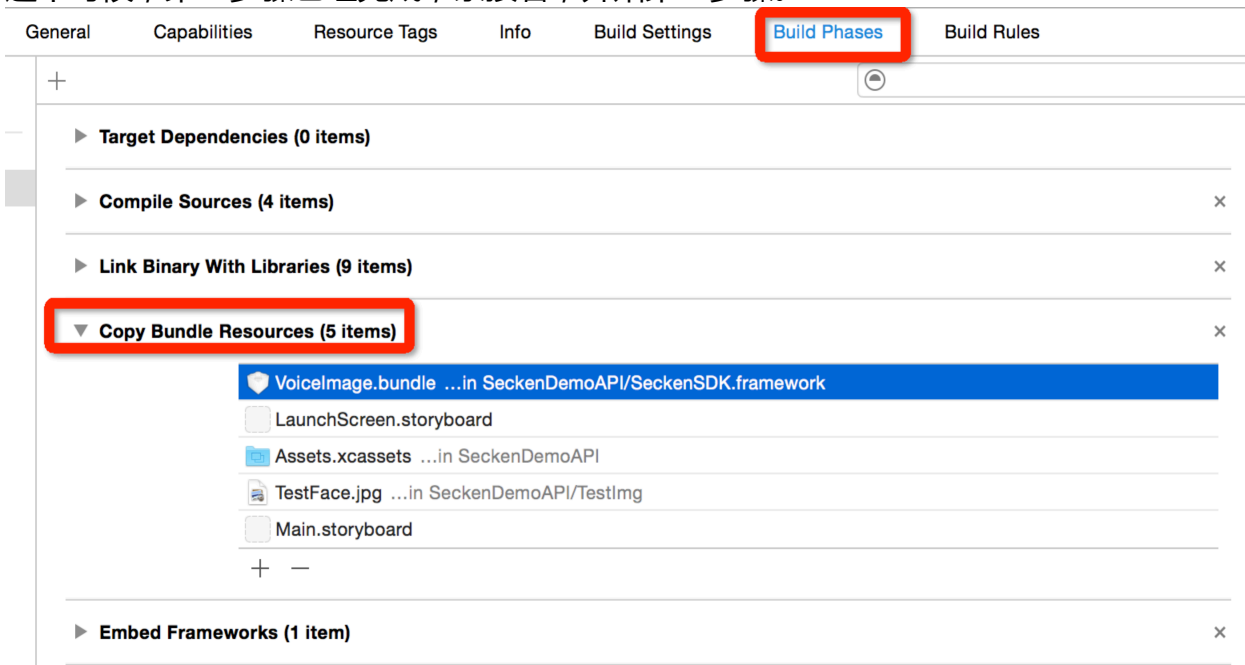 General Capabilities Resource Tags Info Build Settings Build Phases Build Rules
Target Dependencies (0 items)
Compile Sources (4 items)
Link Binary With Libraries (9 items)
Copy Bundle Resources (5 items)
VoiceImage.bundle ...in SeckenDemoAPI/SeckenSDK.framework
LaunchScreen.storyboard
Assets.xcassets ...in SeckenDemoAPI
TestFace.jpg ...in SeckenDemoAPI/TestImg
Main.storyboard
Embed Frameworks (1 item)